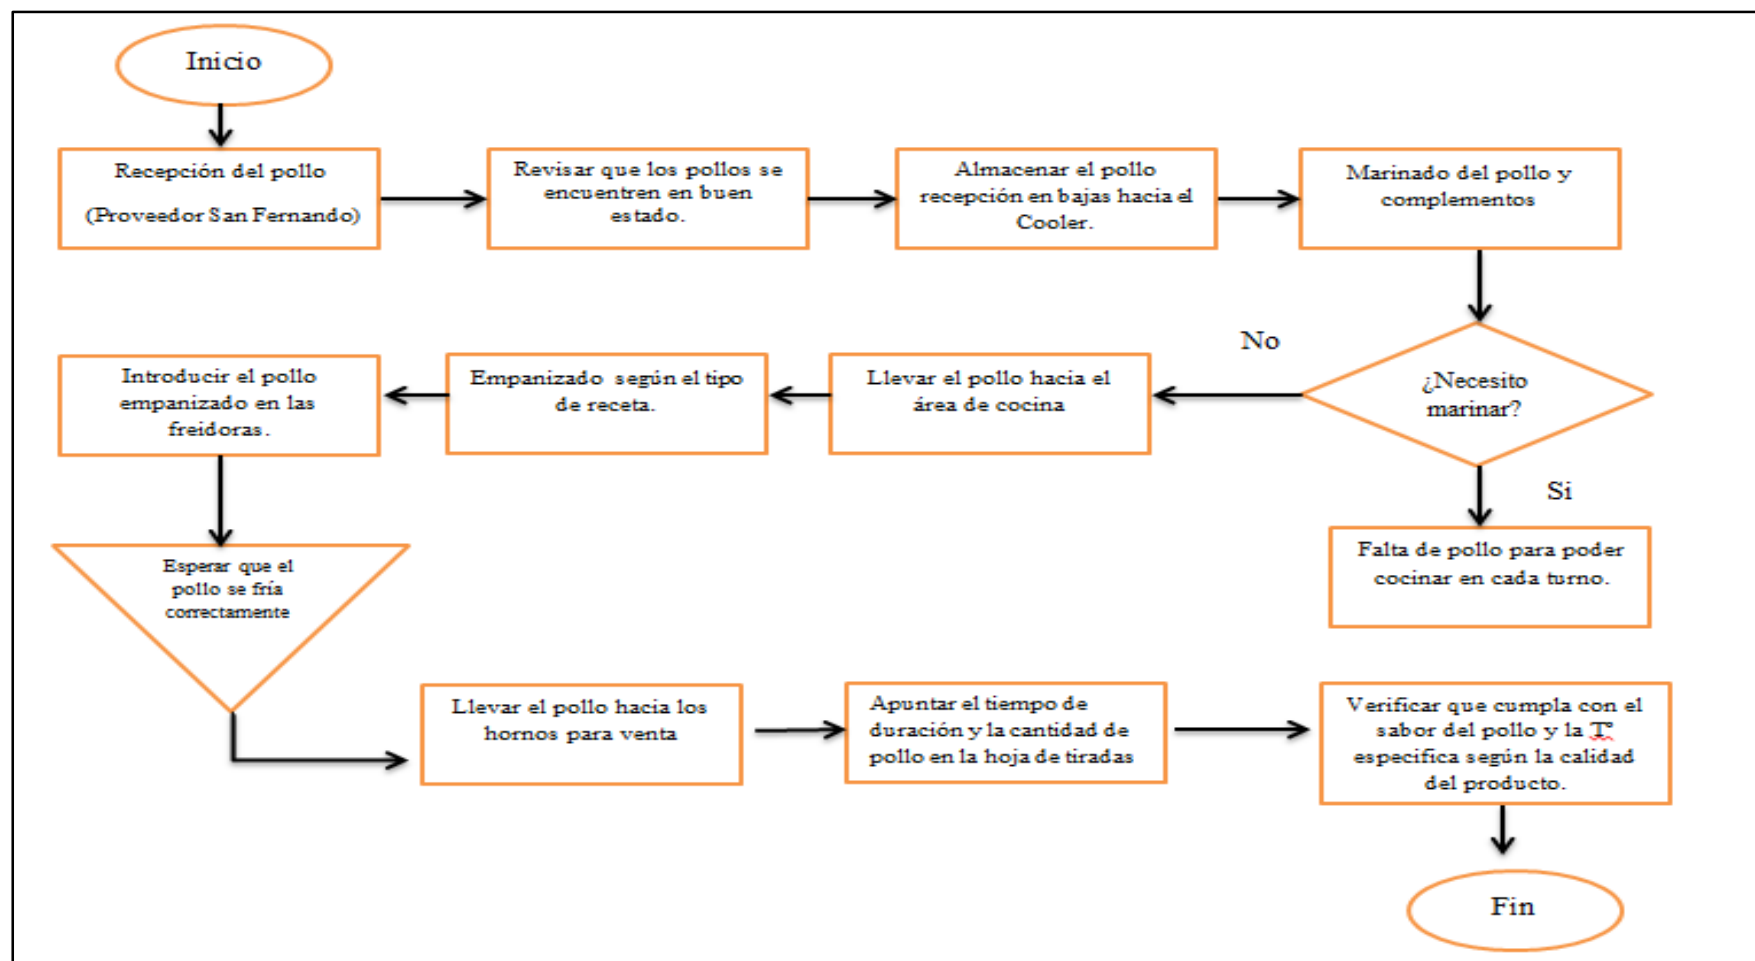 Inicio
Recepción del pollo
(Proveedor San Fernando)
Revisar que los pollos se
encuentren en buen
estado.
Almacenar el pollo
recepción en bajas hacia el
Cooler.
Marinado del pollo y
complementos
¿Necesito
marinar?
No
Si
Llevar el pollo hacia el
área de cocina
Empanizado según el tipo
de receta.
Introducir el pollo
empanizado en las
freidoras.
Falta de pollo para poder
cocinar en cada turno.
Esperar que el
pollo se fría
correctamente
Llevar el pollo hacia los
hornos para venta
Apuntar el tiempo de
duración y la cantidad de
pollo en la hoja de tiradas
Verificar que cumpla con el
sabor del pollo y la Tº
especifica según la calidad
del producto.
Fin